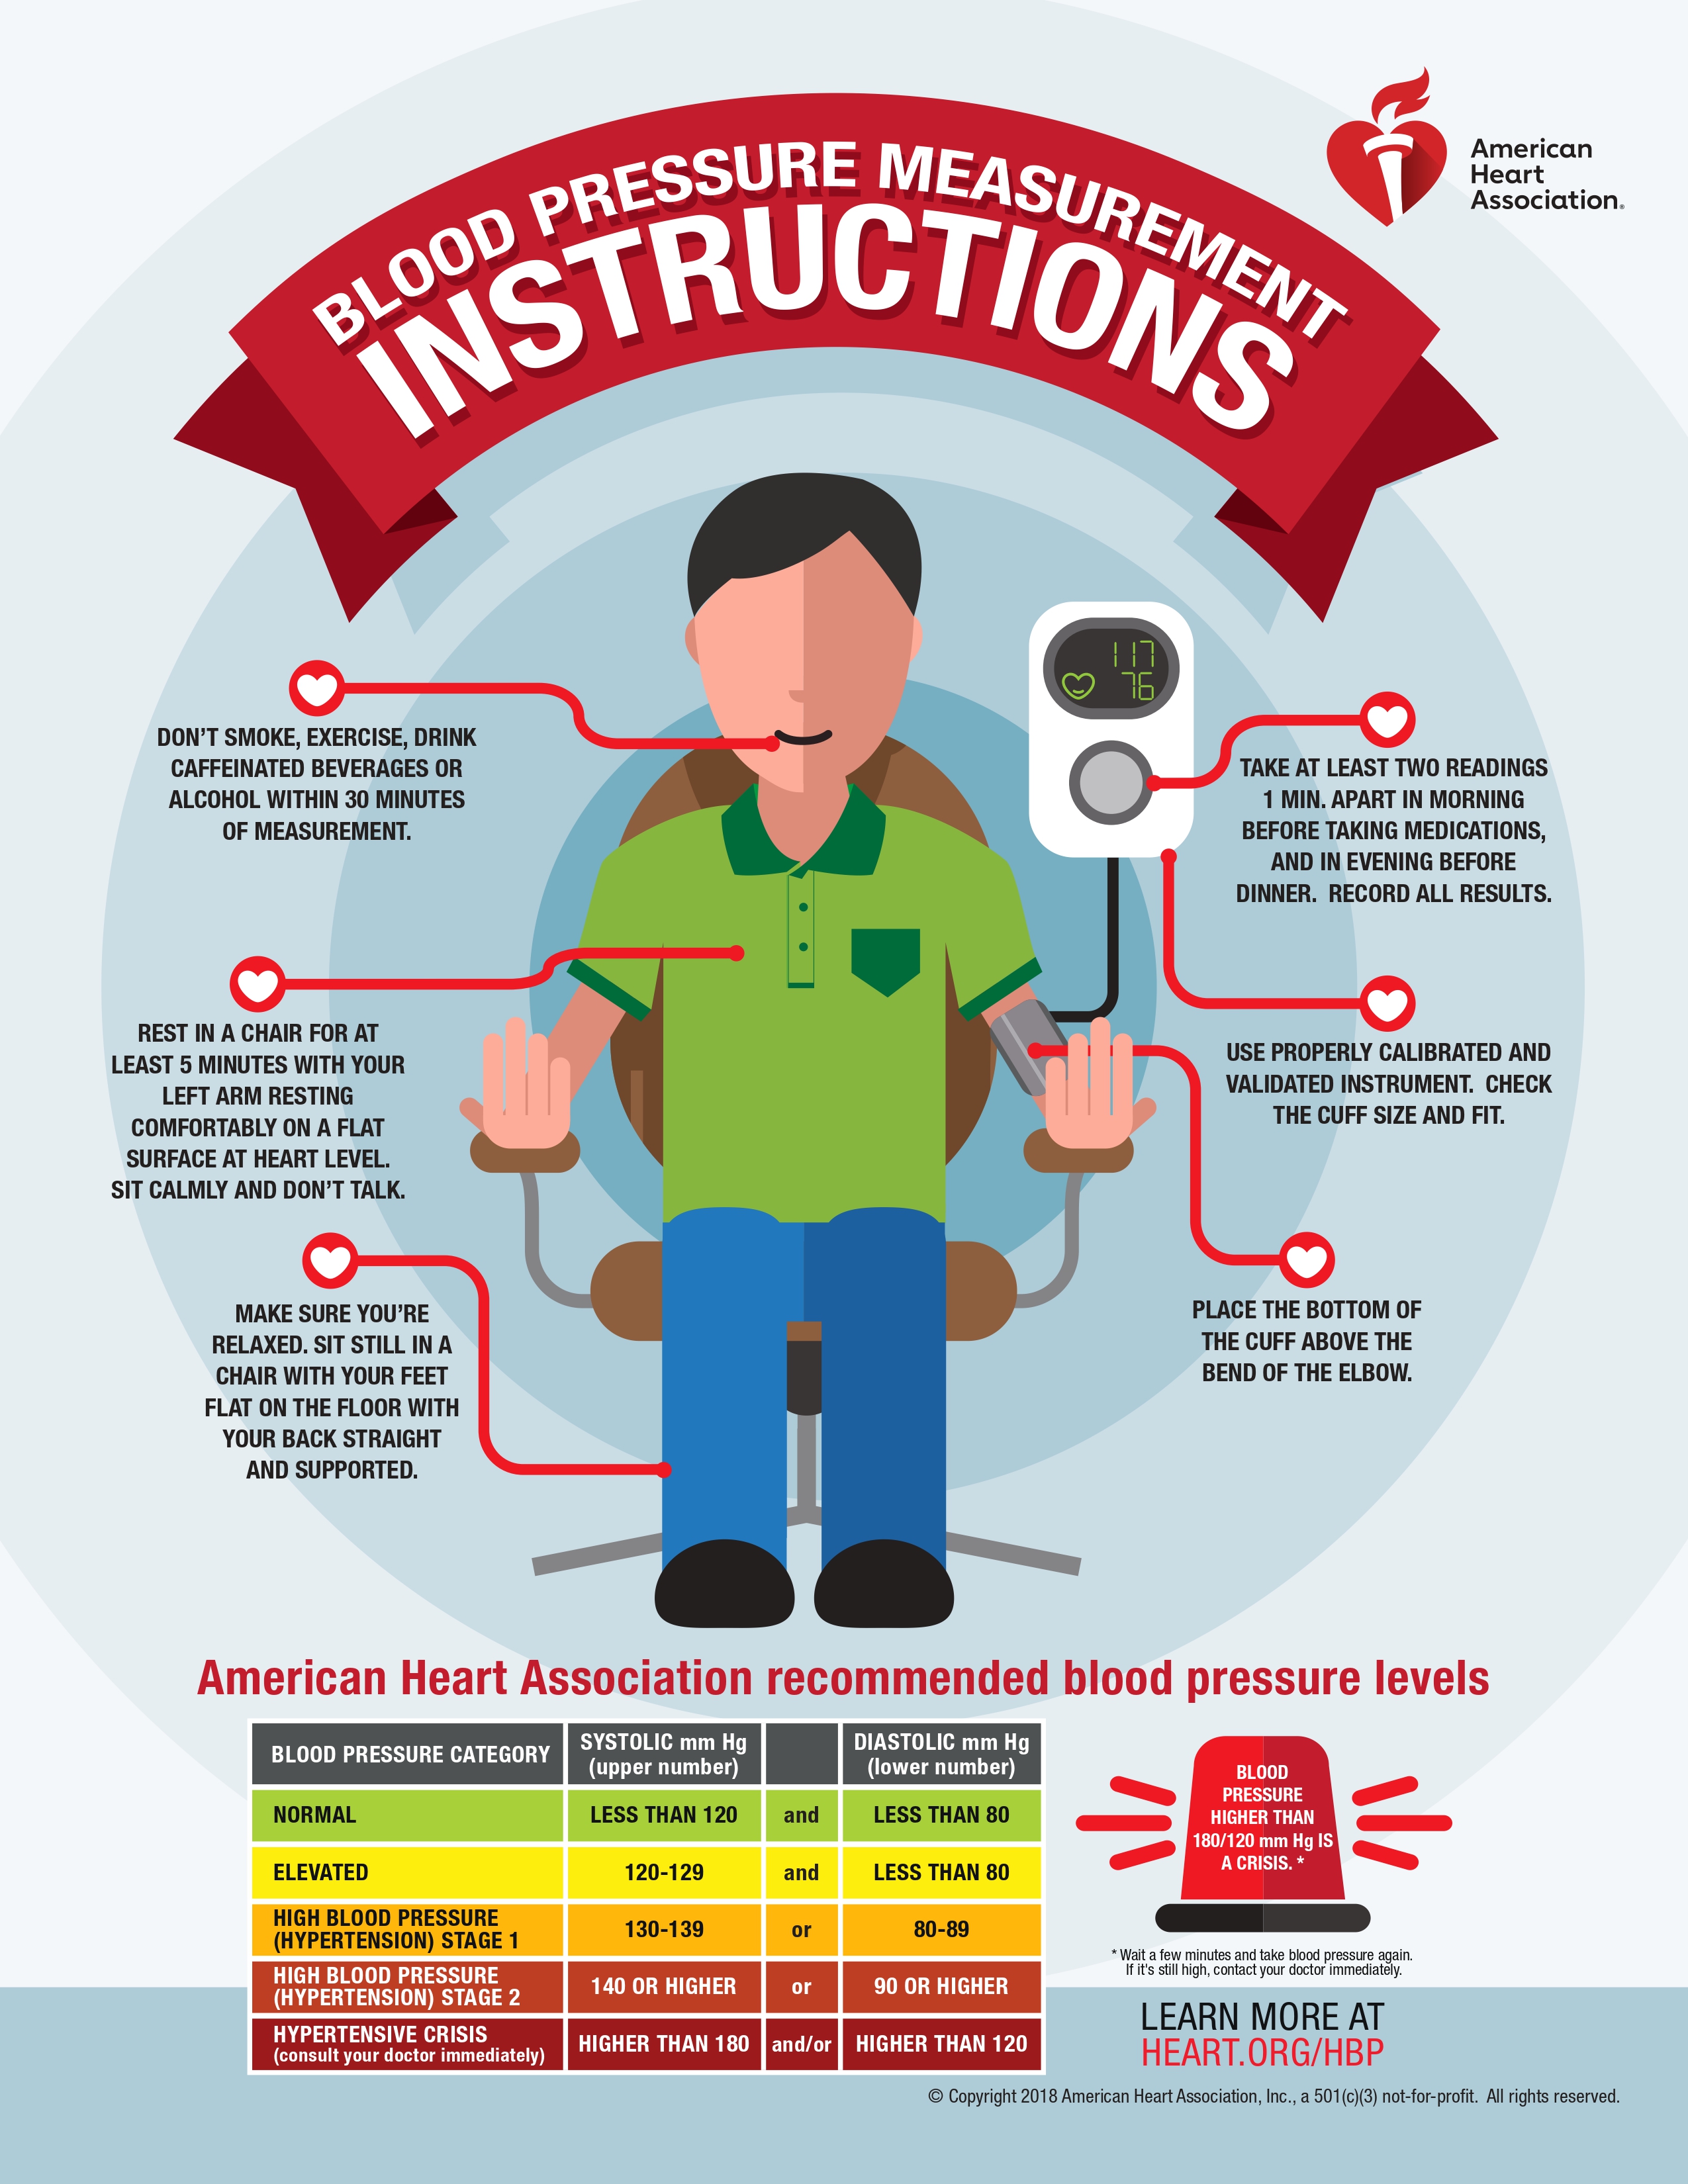 BLOOD PRESSURE MEASUREMENT
INSTRUCTIONS
American
Heart
Association®
117
76
DON'T SMOKE, EXERCISE, DRINK
CAFFEINATED BEVERAGES OR
ALCOHOL WITHIN 30 MINUTES
OF MEASUREMENT.
REST IN A CHAIR FOR AT
LEAST 5 MINUTES WITH YOUR
LEFT ARM RESTING
COMFORTABLY ON A FLAT
SURFACE AT HEART LEVEL.
SIT CALMLY AND DON'T TALK.
MAKE SURE YOU'RE
RELAXED. SIT STILL IN A
CHAIR WITH YOUR FEET
FLAT ON THE FLOOR WITH
YOUR BACK STRAIGHT
AND SUPPORTED.
TAKE AT LEAST TWO READINGS
1 MIN. APART IN MORNING
BEFORE TAKING MEDICATIONS,
AND IN EVENING BEFORE
DINNER. RECORD ALL RESULTS.
USE PROPERLY CALIBRATED AND
VALIDATED INSTRUMENT. CHECK
THE CUFF SIZE AND FIT.
PLACE THE BOTTOM OF
THE CUFF ABOVE THE
BEND OF THE ELBOW.
American Heart Association recommended blood pressure levels
BLOOD PRESSURE CATEGORY SYSTOLIC mm Hg (upper number) DIASTOLIC mm Hg (lower number)
NORMAL LESS THAN 120 and LESS THAN 80
ELEVATED 120-129 and LESS THAN 80
HIGH BLOOD PRESSURE
(HYPERTENSION) STAGE 1 130-139 or 80-89
HIGH BLOOD PRESSURE
(HYPERTENSION) STAGE 2 140 OR HIGHER or 90 OR HIGHER
HYPERTENSIVE CRISIS
(consult your doctor immediately) HIGHER THAN 180 and/or HIGHER THAN 120
BLOOD
PRESSURE
HIGHER THAN
180/120 mm Hg IS
A CRISIS. *
* Wait a few minutes and take blood pressure again.
If it's still high, contact your doctor immediately.
LEARN MORE AT
HEART.ORG/HBP
© Copyright 2018 American Heart Association, Inc., a 501(c)(3) not-for-profit. All rights reserved.